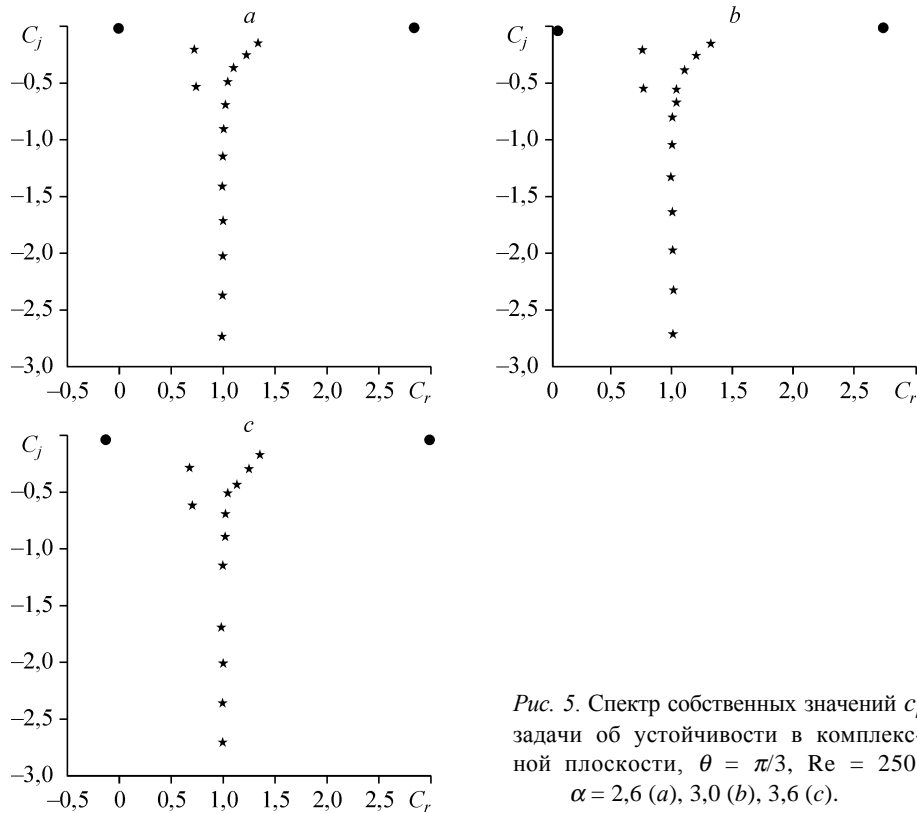 a
C_j
−0,5
−1,0
−1,5
−2,0
−2,5
−3,0
−0,5 0 0,5 1,0 1,5 2,0 2,5 C_r
b
C_j
−0,5
−1,0
−1,5
−2,0
−2,5
−3,0
0 0,5 1,0 1,5 2,0 2,5 C_r
c
C_j
−0,5
−1,0
−1,5
−2,0
−2,5
−3,0
−0,5 0 0,5 1,0 1,5 2,0 2,5 C_r
Рис. 5. Спектр собственных значений
задачи об устойчивости в комплекс-
ной плоскости, θ = π/3, Re = 250
α = 2,6 (a), 3,0 (b), 3,6 (c).